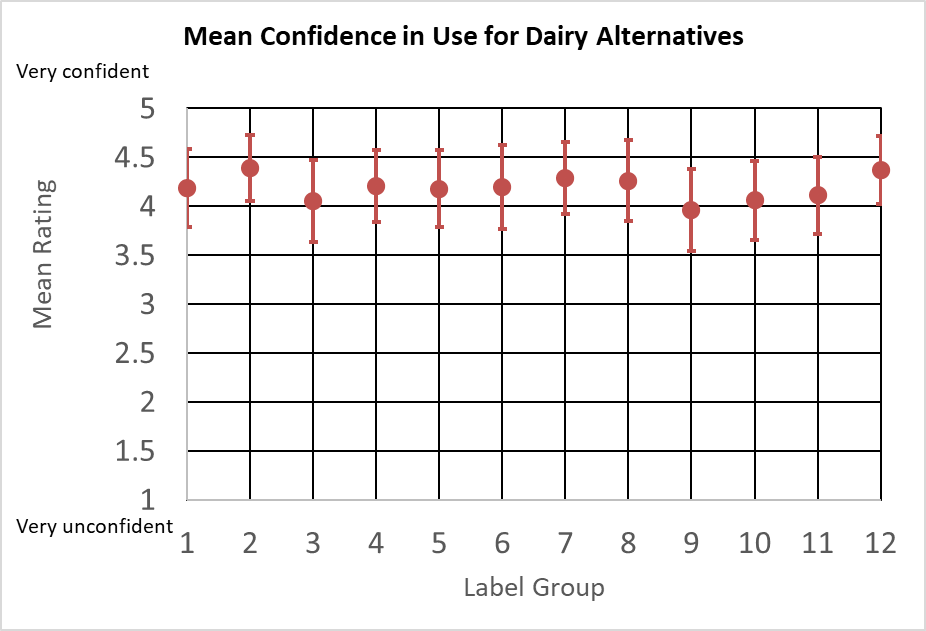 Mean Confidence in Use for Dairy Alternatives
Very confident
5
4.5
4
3.5
3
2.5
2
1.5
1
Mean Rating
Very unconfident
1 2 3 4 5 6 7 8 9 10 11 12
Label Group